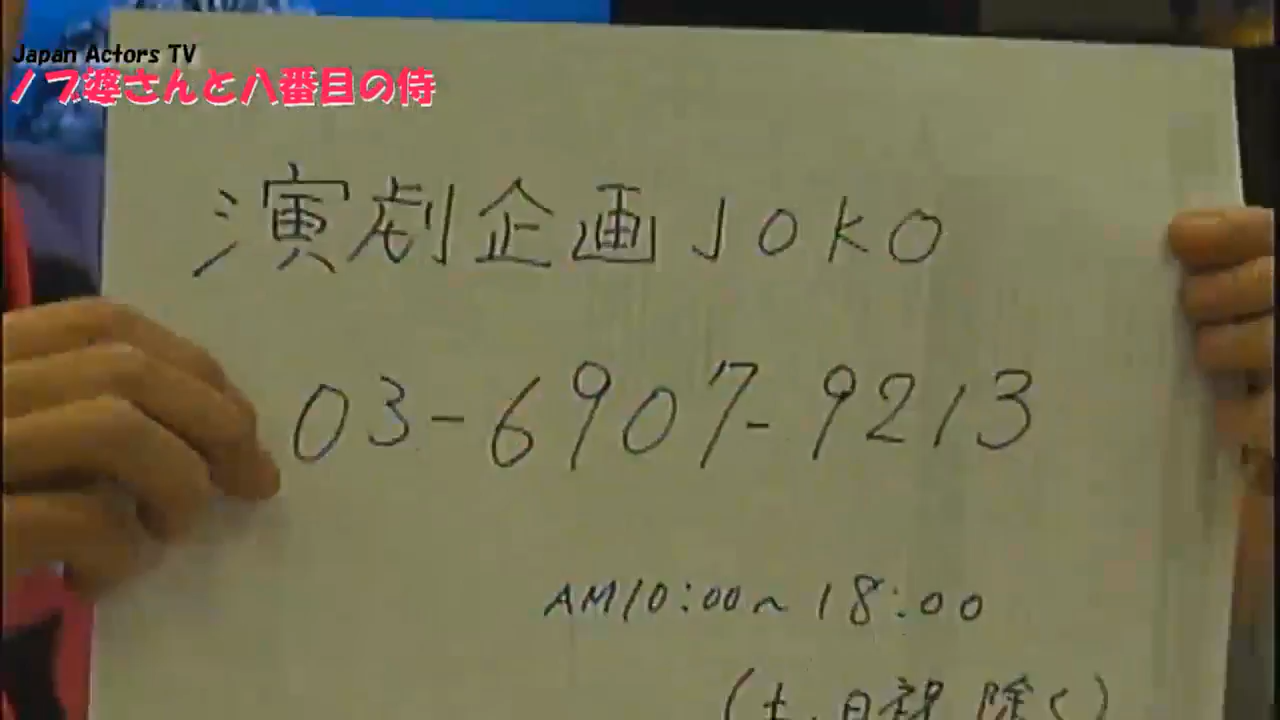 Japan Actors TV
ノブ婆さんと八番目の侍
演劇企画JOKO
03-6907-9213
AM10:00~18:00
(土、日祝 除く)